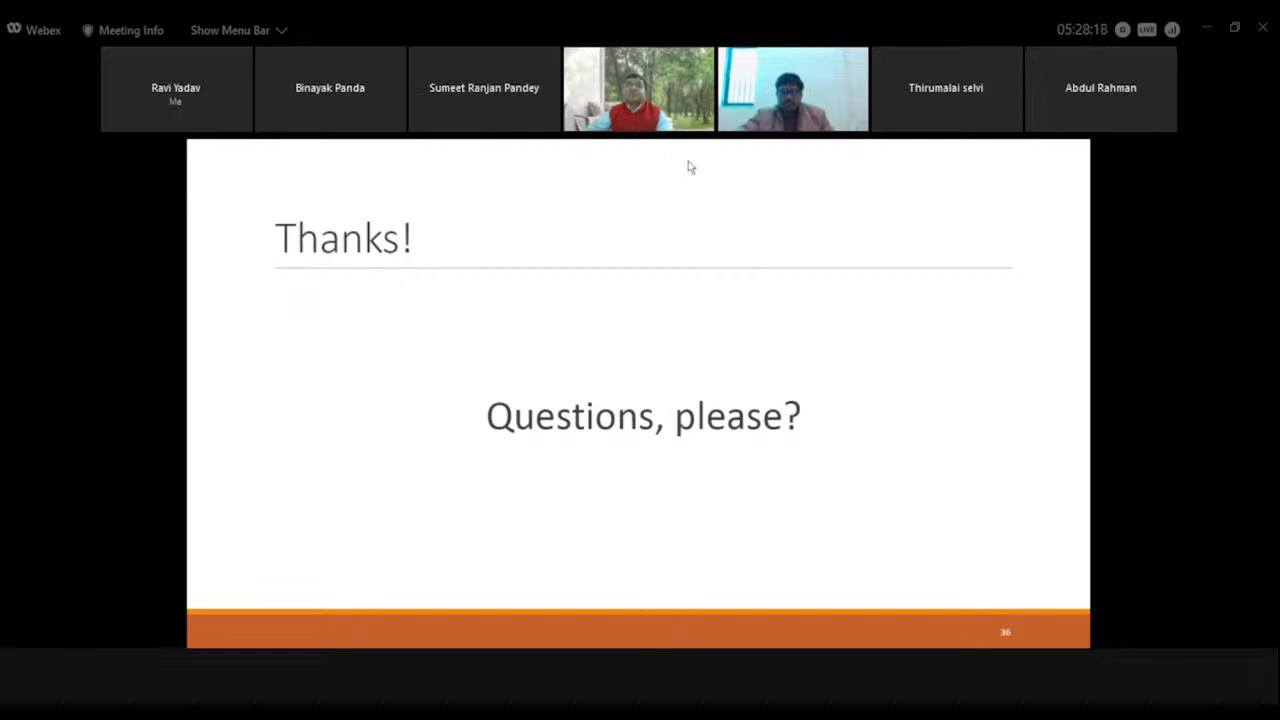 Webex
Meeting Info
Show Menu Bar
05:28:18
LIVE
Ravi Yadav
Me
Binayak Panda
Sumeet Ranjan Pandey
Thirumalai selvi
Abdul Rahman
Thanks!
Questions, please?
36